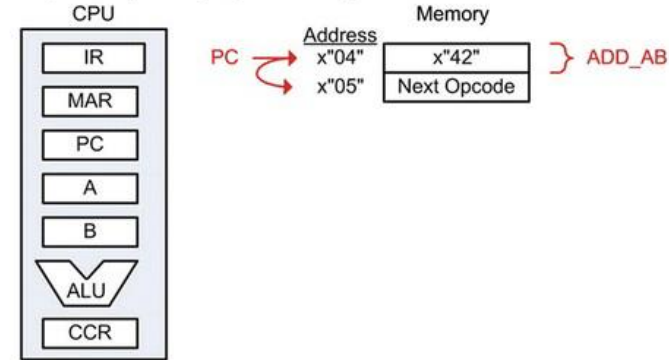 CPU
Memory
Address
IR
PC
x"04"
x"42"
ADD_AB
MAR
x"05"
Next Opcode
PC
A
B
ALU
CCR